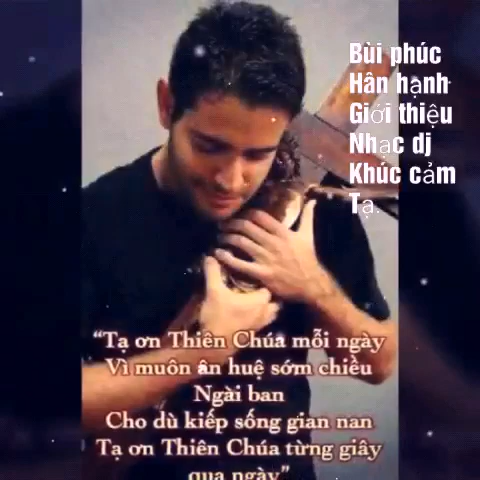 Bùi phúc
Hân hạnh
Giới thiệu
Nhạc dj
Khúc cảm
Tạ.
“Tạ ơn Thiên Chúa mỗi ngày
Vì muôn ân huệ sớm chiều
Ngài ban
Cho dù kiếp sống gian nan
Tạ ơn Thiên Chúa từng giây
qua ngày”